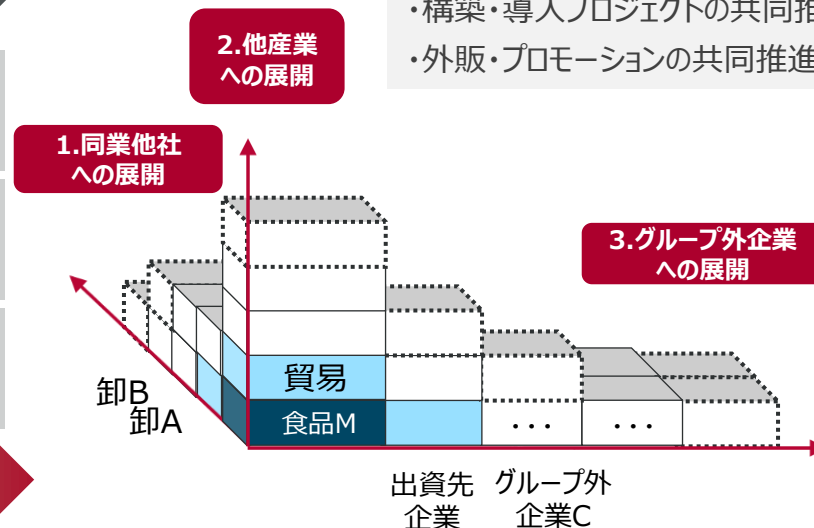 ・構築・導入プロジェクトの共同推
・外販・プロモーションの共同推進
2.他産業
への展開
1.同業他社
への展開
3.グループ外企業
への展開
貿易
食品M
・・・
・・・
卸B
卸A
出資先
企業
グループ外
企業C